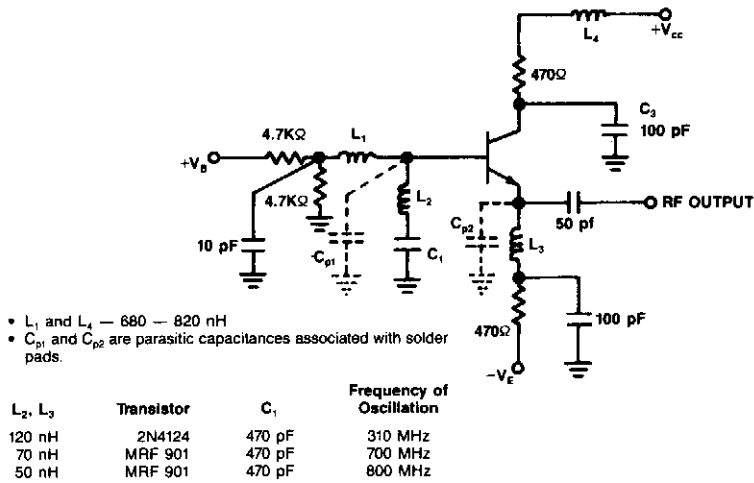 L₄
+Vcc
470Ω
C₃
100 pF
4.7KΩ
L₁
+V_B
4.7KΩ
L₂
10 pF
Cp1
C₁
Cp2
L₃
50 pf
RF OUTPUT
470Ω
100 pF
−V_E
• L₁ and L₄ — 680 — 820 nH
• Cp1 and Cp2 are parasitic capacitances associated with solder
pads.
L₂, L₃ Transistor C₁ Frequency of Oscillation
120 nH 2N4124 470 pF 310 MHz
70 nH MRF 901 470 pF 700 MHz
50 nH MRF 901 470 pF 800 MHz